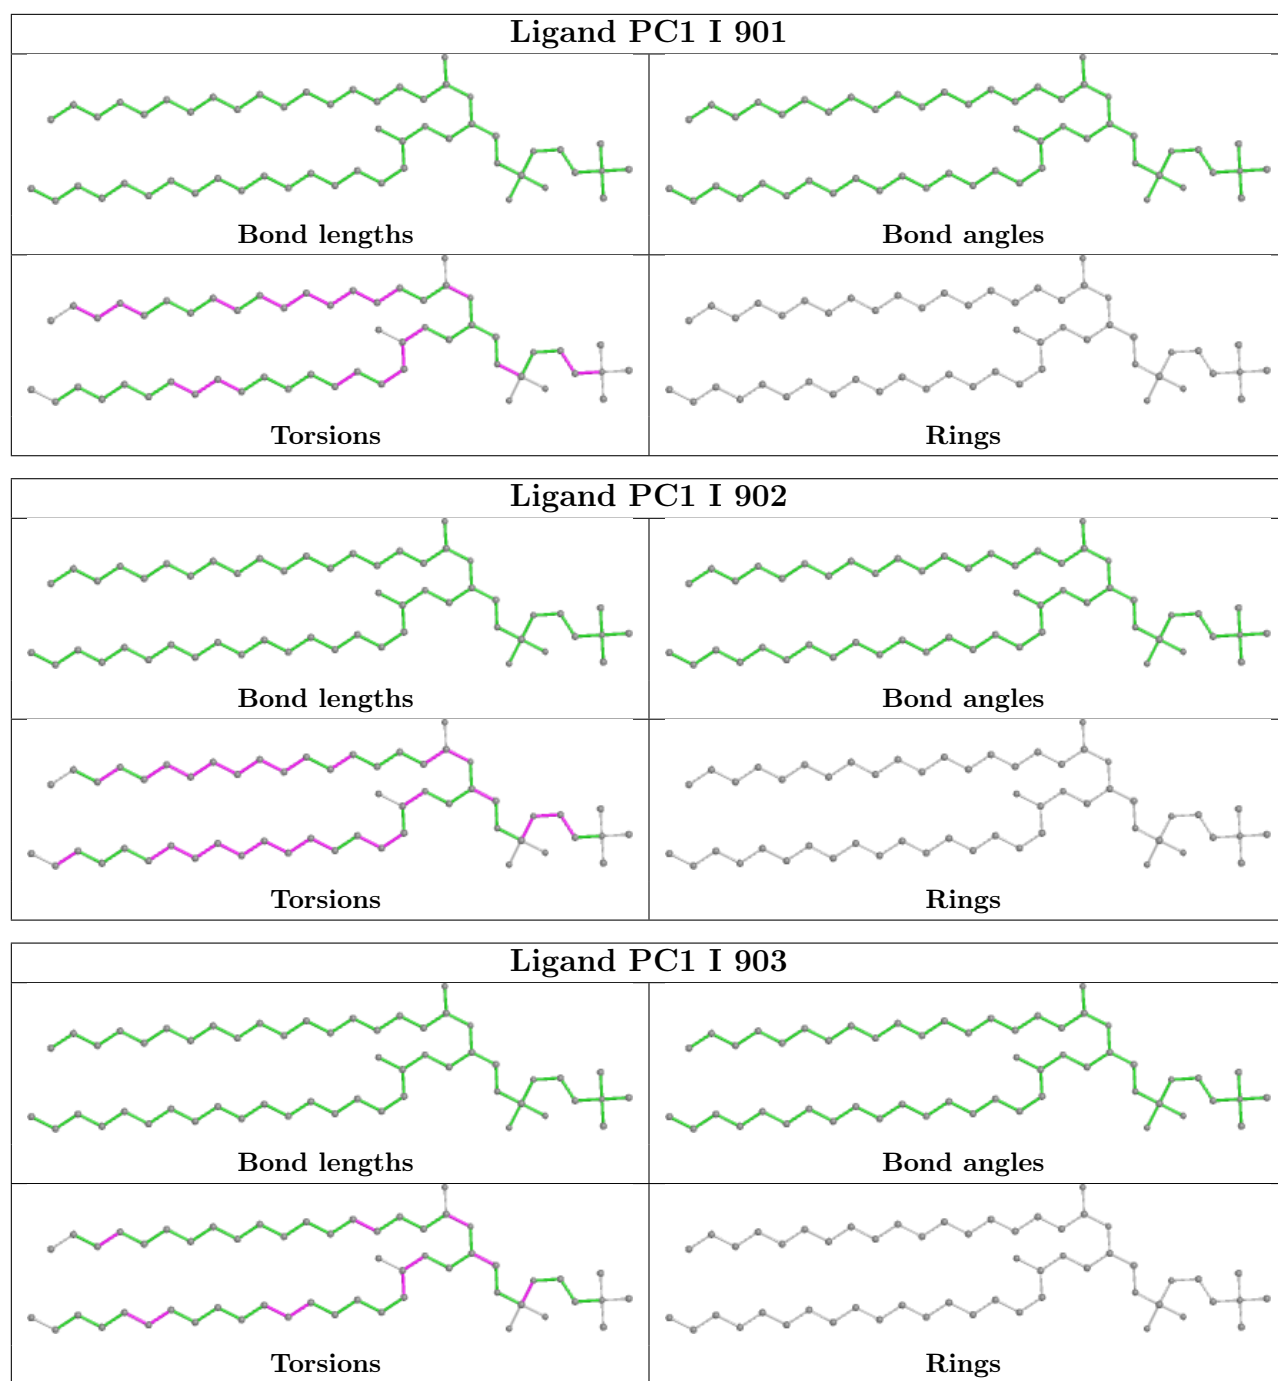 Ligand PC1 I 901
Bond lengths
Bond angles
Torsions
Rings
Ligand PC1 I 902
Bond lengths
Bond angles
Torsions
Rings
Ligand PC1 I 903
Bond lengths
Bond angles
Torsions
Rings